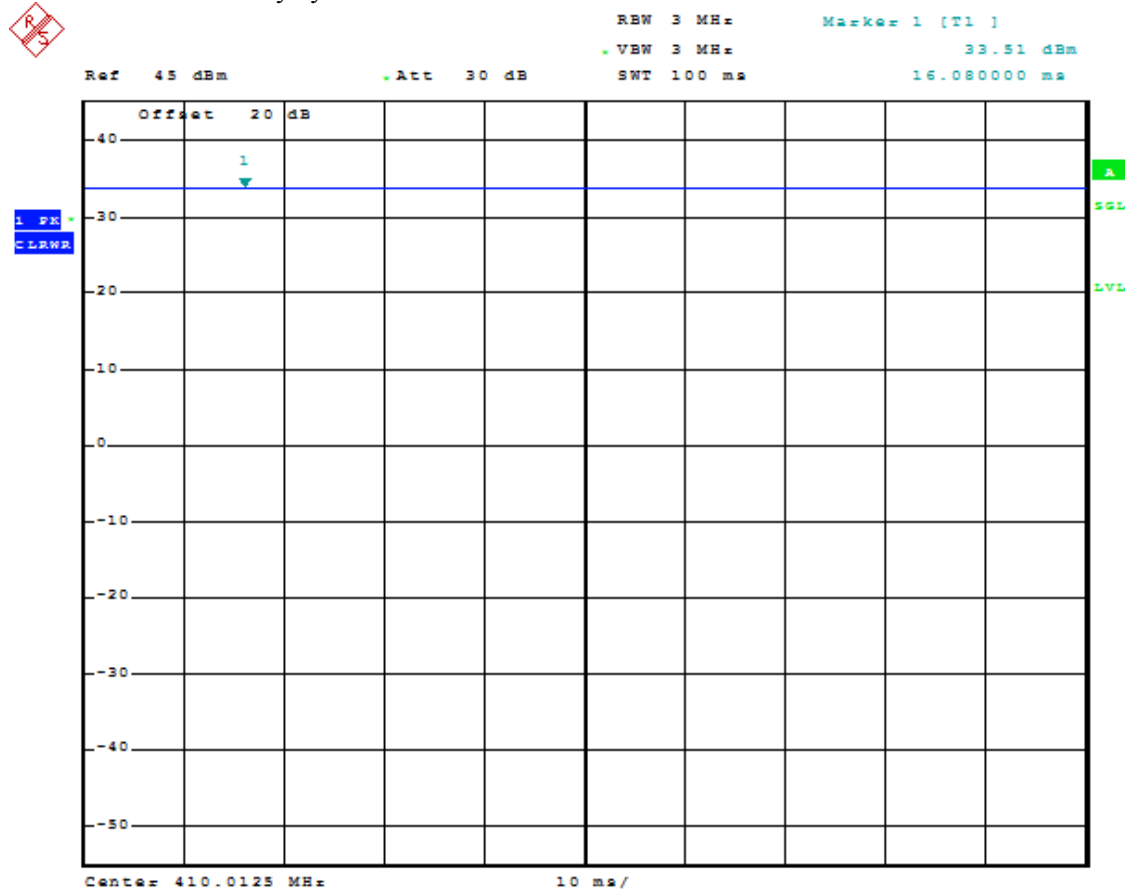 R
S
RBW 3 MHz
Marker 1 [T1 ]
VBW 3 MHz
33.51 dBm
Ref 45 dBm
Att 30 dB
SWT 100 ms
16.080000 ms
Offset 20 dB
40
1
A
SGL
1 PK
30
CLRWR
20
LVL
10
0
-10
-20
-30
-40
-50
Center 410.0125 MHz
10 ms/